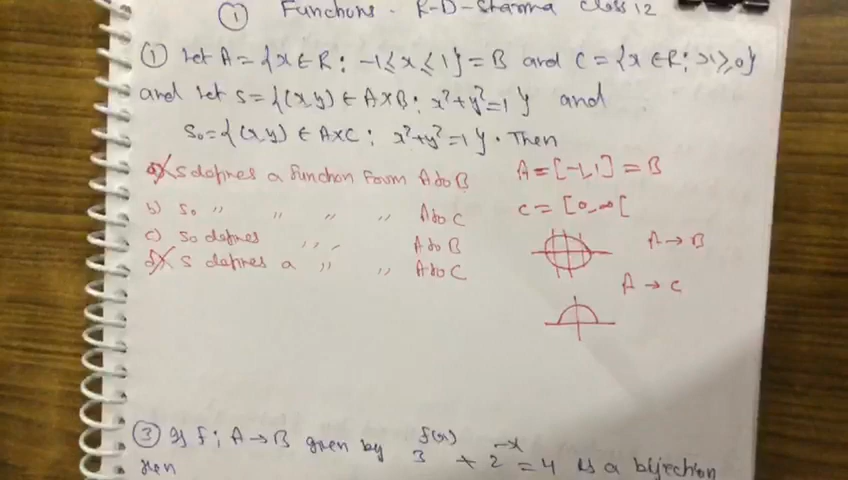 ① Functions - R-D-Sharma Class 12
① Let A = {x ∈ R : -1 ≤ x ≤ 1} = B and C = {x ∈ R : x ≥ 0}
and let S = {(x,y) ∈ A×B : x²+y²=1} and
S₀ = {(x,y) ∈ A×C : x²+y²=1}. Then
a) S defines a function form A to B
b) S₀ " " " " A to C
c) S₀ defines " " A to B
d) S defines a " " A to C
A = [-1,1] = B
C = [0,∞[
A → B
A → C
③ If f : A → B given by 3^f(x) + 2^-x = 4 is a bijection
then